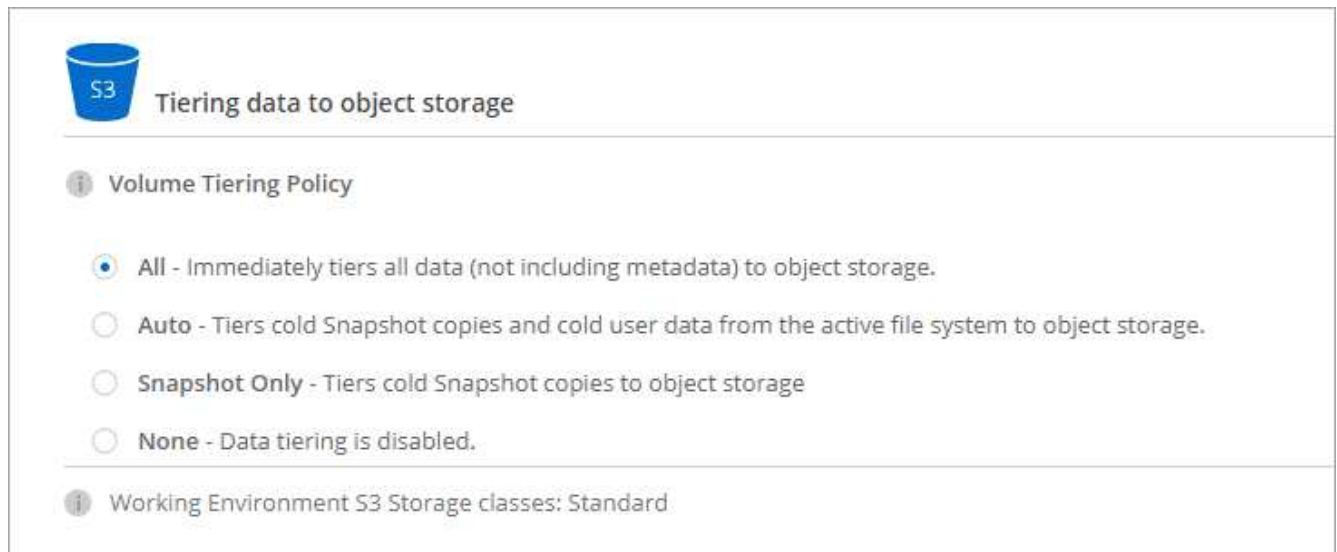 S3
Tiering data to object storage
Volume Tiering Policy
All - Immediately tiers all data (not including metadata) to object storage.
Auto - Tiers cold Snapshot copies and cold user data from the active file system to object storage.
Snapshot Only - Tiers cold Snapshot copies to object storage
None - Data tiering is disabled.
Working Environment S3 Storage classes: Standard